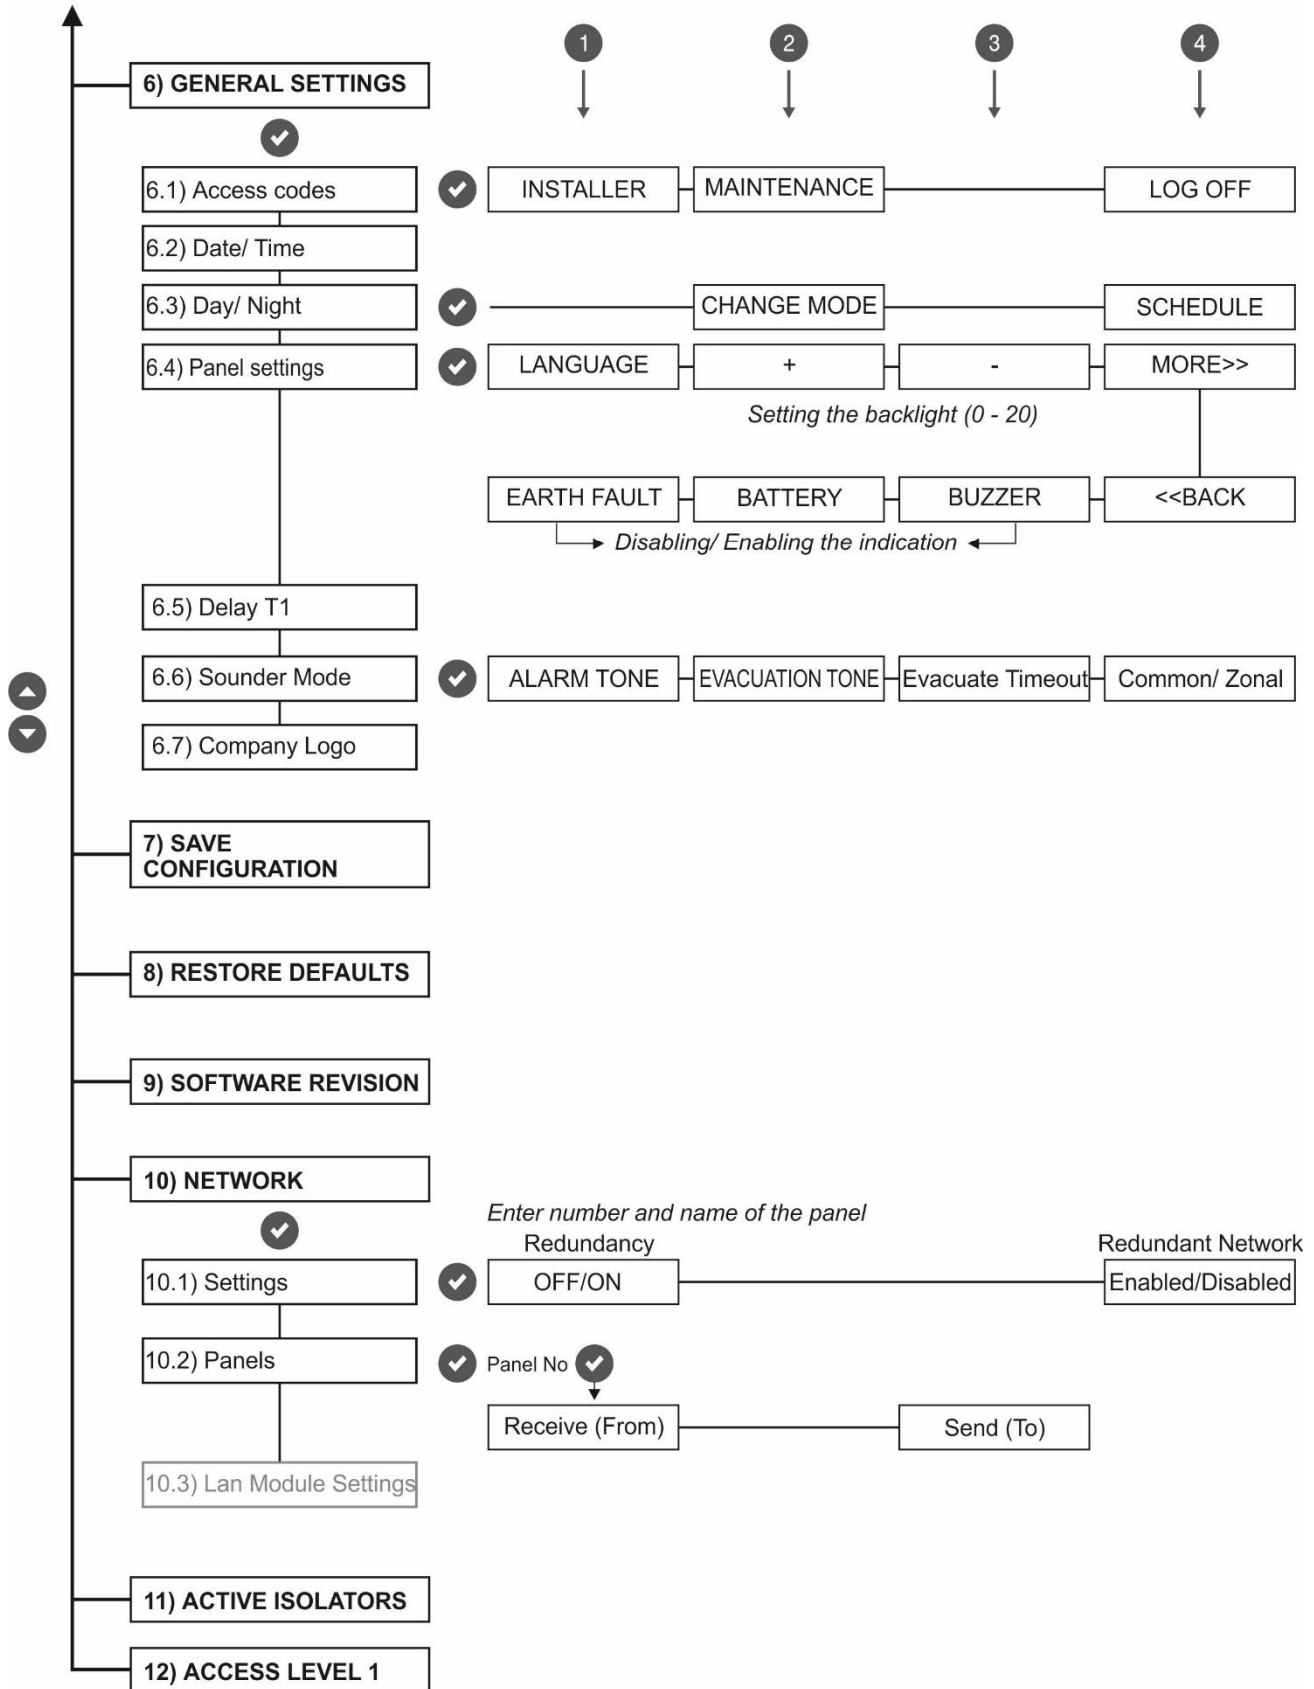 1 2 3 4
6) GENERAL SETTINGS
6.1) Access codes INSTALLER MAINTENANCE LOG OFF
6.2) Date/ Time
6.3) Day/ Night CHANGE MODE SCHEDULE
6.4) Panel settings LANGUAGE + - MORE>>
Setting the backlight (0 - 20)
EARTH FAULT BATTERY BUZZER <<BACK
Disabling/ Enabling the indication
6.5) Delay T1
6.6) Sounder Mode ALARM TONE EVACUATION TONE Evacuate Timeout Common/ Zonal
6.7) Company Logo
7) SAVE
CONFIGURATION
8) RESTORE DEFAULTS
9) SOFTWARE REVISION
10) NETWORK
Enter number and name of the panel
Redundancy Redundant Network
10.1) Settings OFF/ON Enabled/Disabled
10.2) Panels Panel No
Receive (From) Send (To)
10.3) Lan Module Settings
11) ACTIVE ISOLATORS
12) ACCESS LEVEL 1